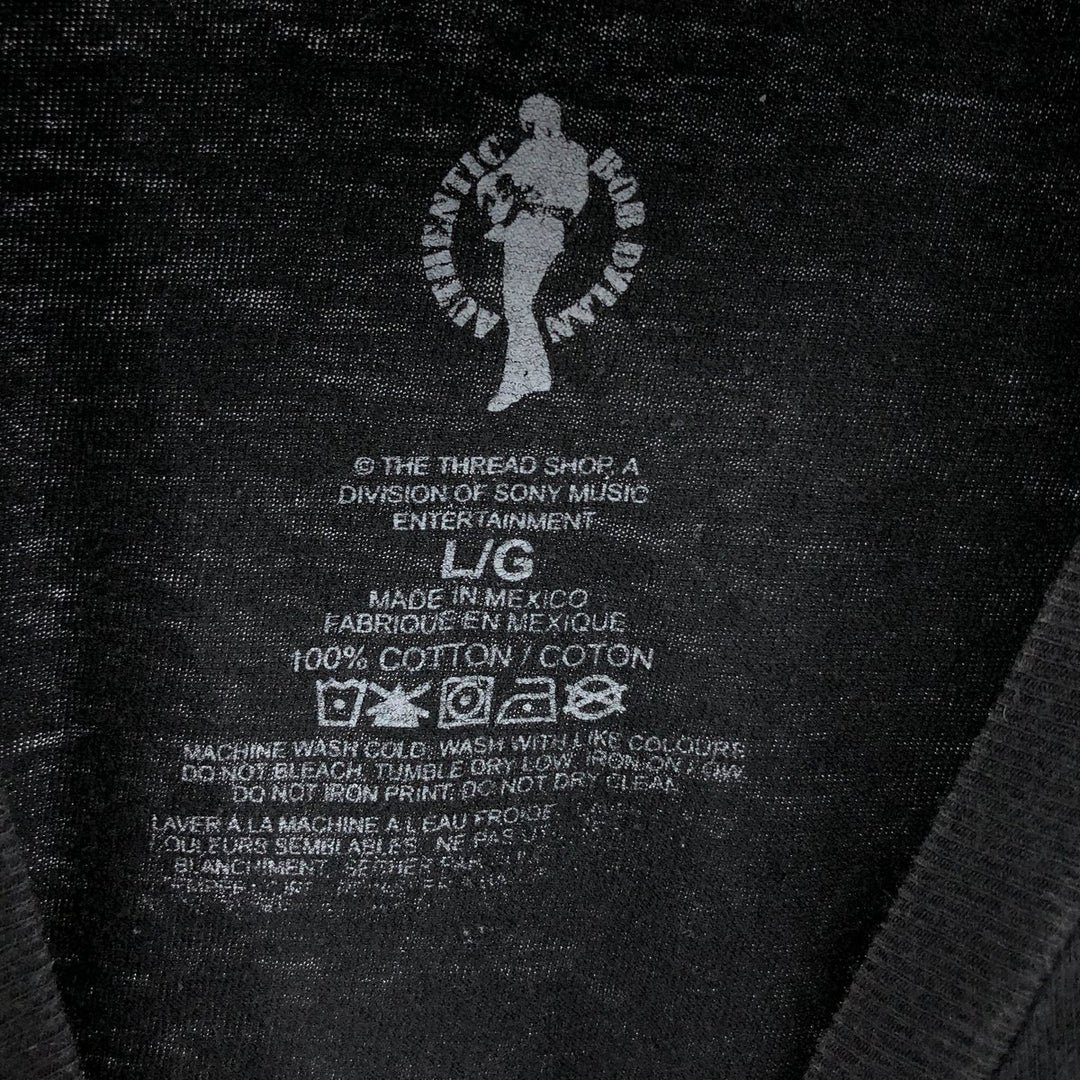 AUTHENTIC BOB DYLAN
© THE THREAD SHOP, A
DIVISION OF SONY MUSIC
ENTERTAINMENT
L/G
MADE IN MEXICO
FABRIQUE EN MEXIQUE
100% COTTON / COTON
MACHINE WASH COLD. WASH WITH LIKE COLOURS
DO NOT BLEACH. TUMBLE DRY LOW. IRON ON LOW.
DO NOT IRON PRINT. DO NOT DRY CLEAN.
LAVER À LA MACHINE À L'EAU FROIDE
COULEURS SEMBLABLES. NE PAS
BLANCHIMENT